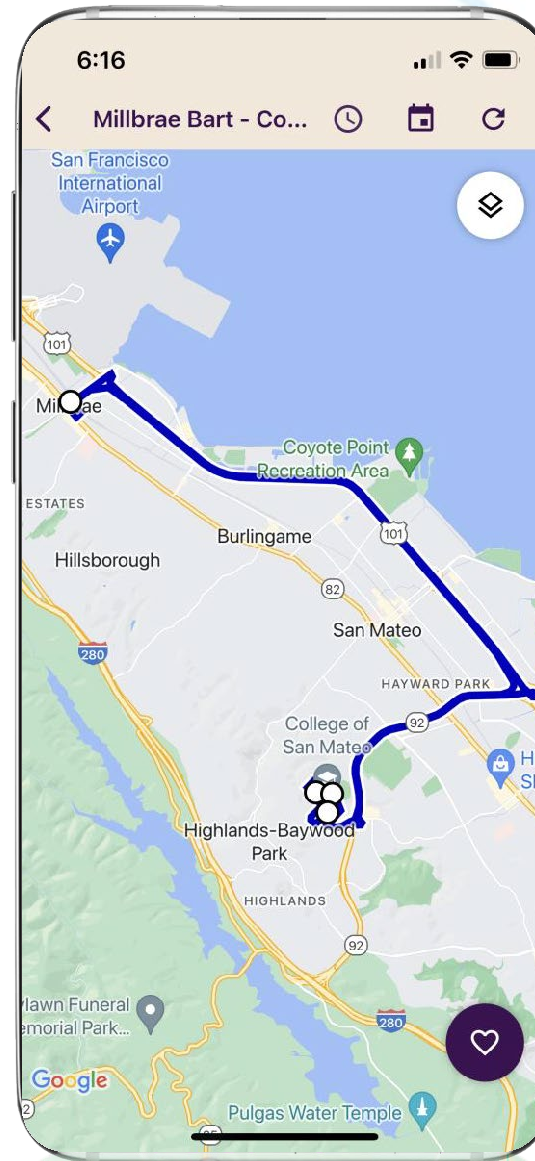 6:16
Millbrae Bart - Co...
San Francisco
International
Airport
101
ESTATES
Coyote Point
Recreation Area
101
Burlingame
Hillsborough
82
San Mateo
280
HAYWARD PARK
92
College of
San Mateo
H
Highlands-Baywood
Park
HIGHLANDS
92
280
Google
Pulgas Water Temple